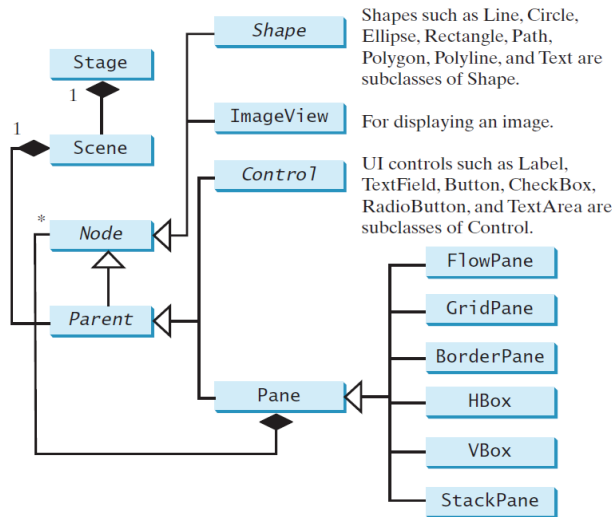 Shape
Shapes such as Line, Circle,
Ellipse, Rectangle, Path,
Polygon, Polyline, and Text are
subclasses of Shape.
Stage
1
ImageView
For displaying an image.
1
Scene
Control
UI controls such as Label,
TextField, Button, CheckBox,
RadioButton, and TextArea are
subclasses of Control.
*
Node
FlowPane
GridPane
Parent
BorderPane
Pane
HBox
VBox
StackPane